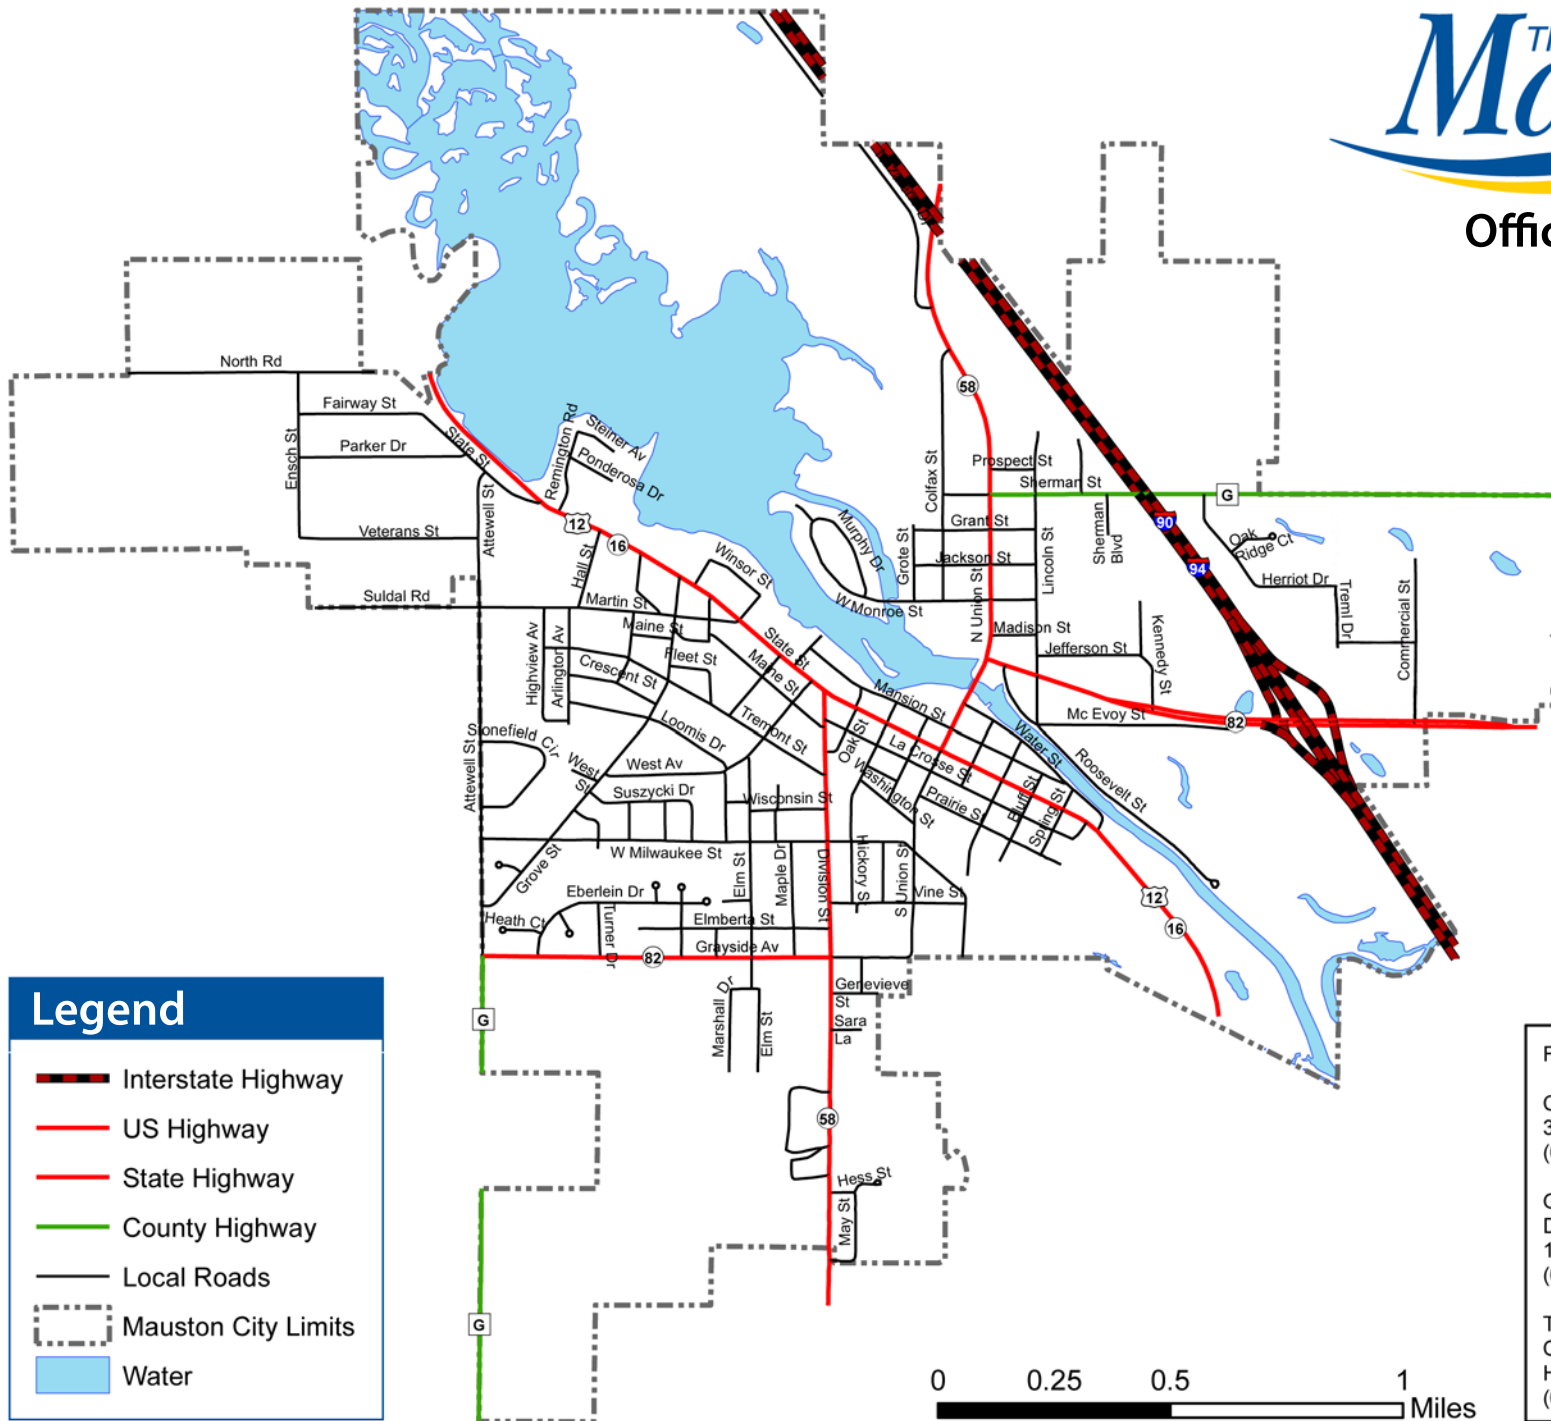 Th
Ma
Offic
North Rd
Fairway St
Parker Dr
Ensch St
State St
Veterans St
Attewell St
Suldal Rd
Remington Rd
Steiner Av
Ponderosa Dr
12
16
Hall St
Winsor St
Martin St
Maine St
Fleet St
Highview Av
Arlington Av
Crescent St
State St
Maine St
Loomis Dr
Tremont St
Stonefield Cir
West St
West Av
Suszycki Dr
Wisconsin St
Attewell St
W Milwaukee St
Grove St
Eberlein Dr
Heath Ct
Turner Dr
Elm St
Maple Dr
Division St
Elmberta St
Grayside Av
82
Hickory St
S Union St
Vine St
Marshall Dr
Elm St
Genevieve
St
Sara
La
58
Hess St
May St
58
Colfax St
Prospect St
Sherman St
G
Grant St
Jackson St
Grote St
Lincoln St
Sherman
Blvd
N Union St
Murphy Dr
W Monroe St
Madison St
Jefferson St
Kennedy St
Mc Evoy St
82
90
94
Oak
Ridge Ct
Herriot Dr
Treml Dr
Commercial St
Mansion St
La Crosse St
Oak St
Washington St
Prairie St
Bluff St
Spring St
Water St
Roosevelt St
12
16
G
G
Legend
Interstate Highway
US Highway
State Highway
County Highway
Local Roads
Mauston City Limits
Water
0 0.25 0.5 1
Miles
F
C
3
(
C
D
1
(
T
C
H
(